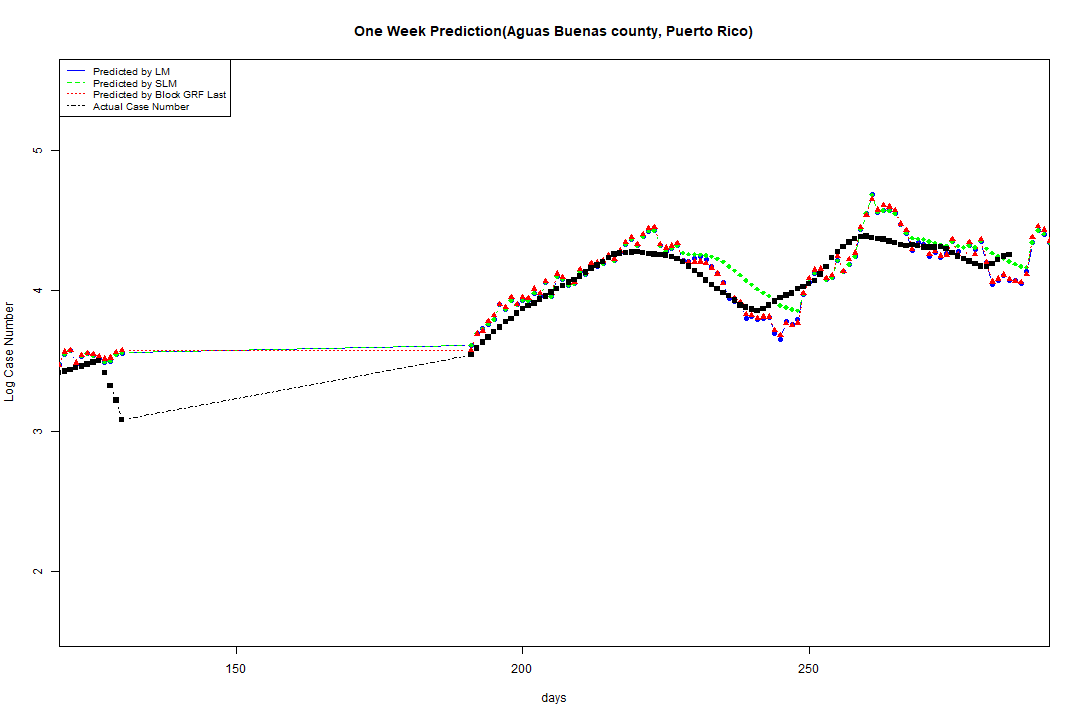 One Week Prediction(Aguas Buenas county, Puerto Rico)
Predicted by LM
Predicted by SLM
Predicted by Block GRF Last
Actual Case Number
5
4
3
2
Log Case Number
150 200 250
days